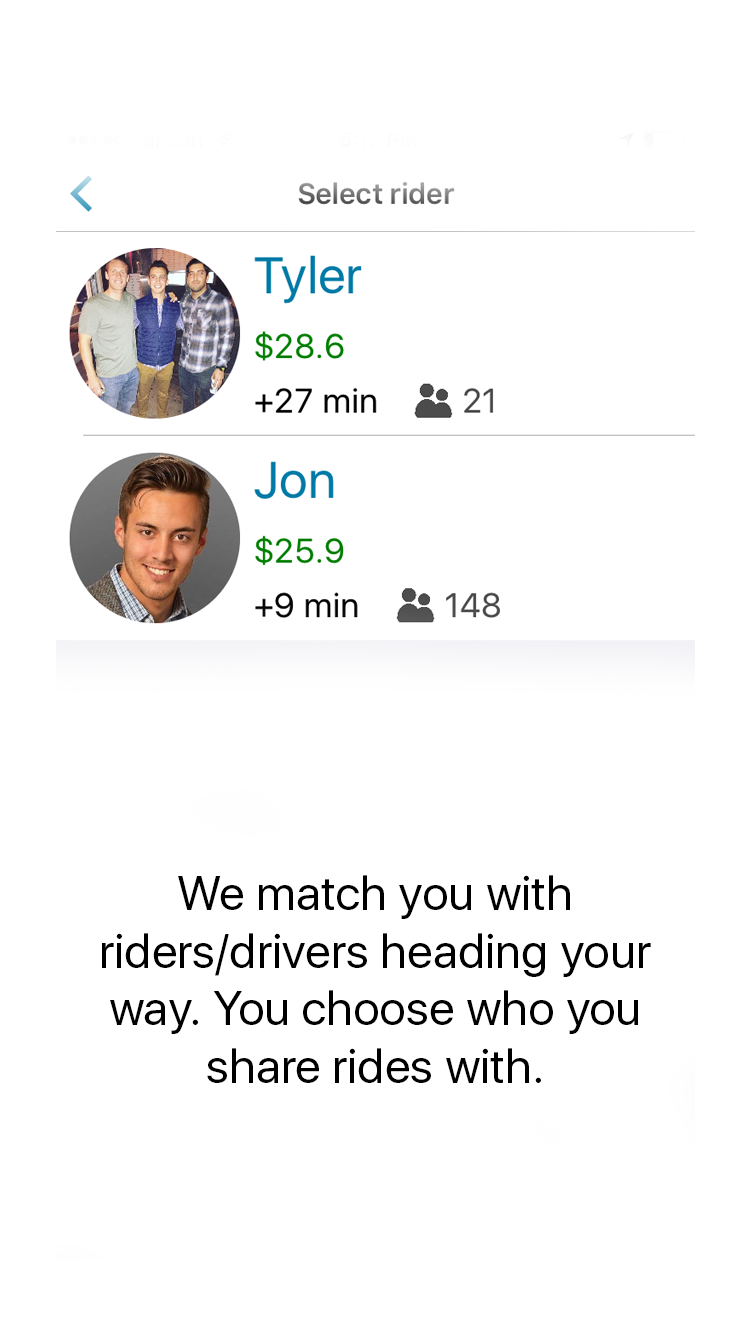 Select rider
Tyler
$28.6
+27 min 21
Jon
$25.9
+9 min 148
We match you with
riders/drivers heading your
way. You choose who you
share rides with.